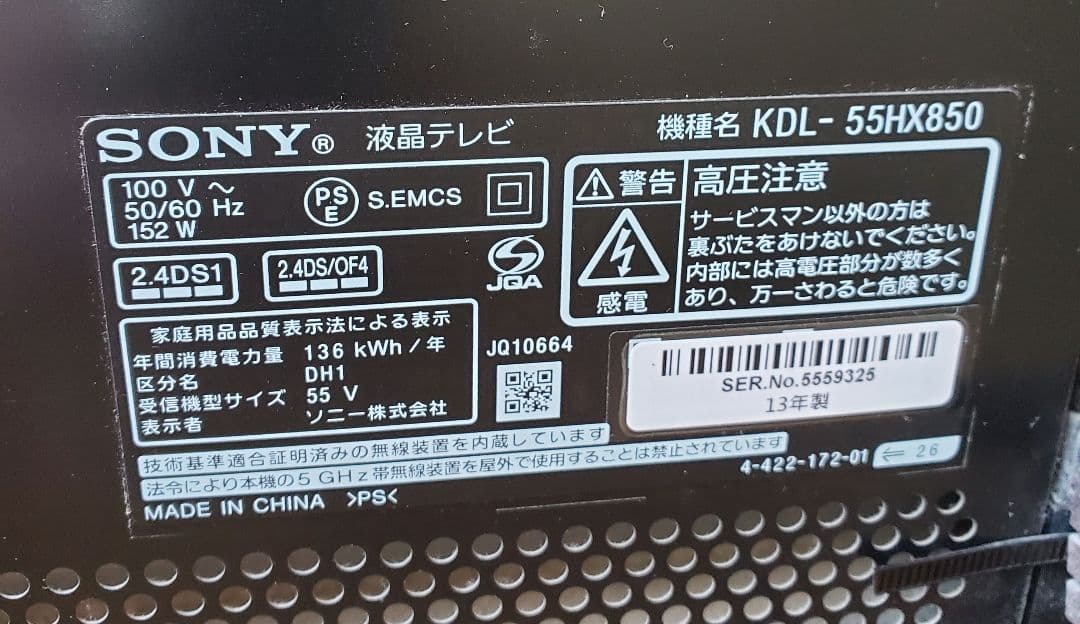 SONY® 液晶テレビ
機種名 KDL- 55HX850
100 V ～
50/60 Hz
152 W
PS
E
S.EMCS
2.4DS1
2.4DS/OF4
JQA
警告
感電
高圧注意
サービスマン以外の方は
裏ぶたをあけないでください。
内部には高電圧部分が数多く
あり、万一さわると危険です。
家庭用品品質表示法による表示
年間消費電力量 136 kWh / 年
区分名 DH1
受信機型サイズ 55 V
表示者 ソニー株式会社
JQ10664
SER.No.5559325
13年製
技術基準適合証明済みの無線装置を内蔵しています
法令により本機の5 GHz帯無線装置を屋外で使用することは禁止されています
4-422-172-01 ⇐ 26
MADE IN CHINA >PS<